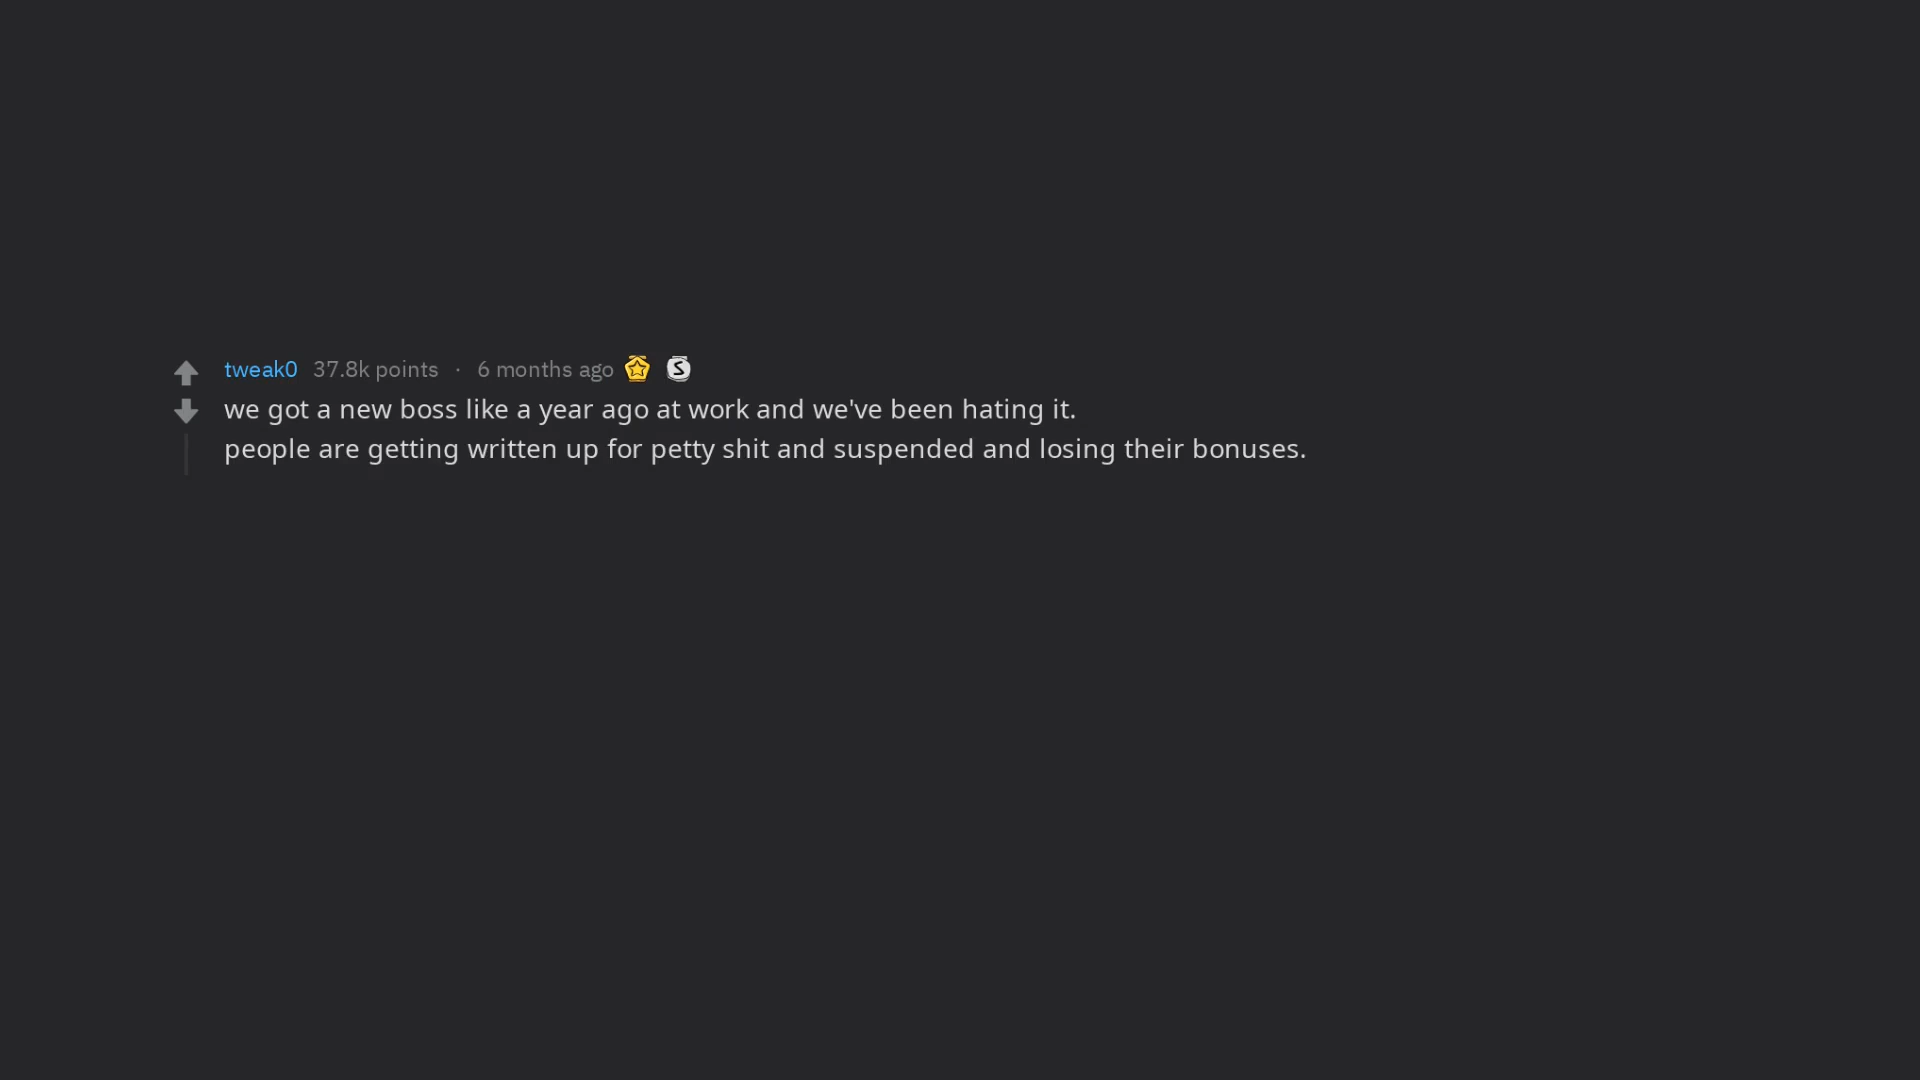 tweak0 37.8k points · 6 months ago
we got a new boss like a year ago at work and we've been hating it.
people are getting written up for petty shit and suspended and losing their bonuses.